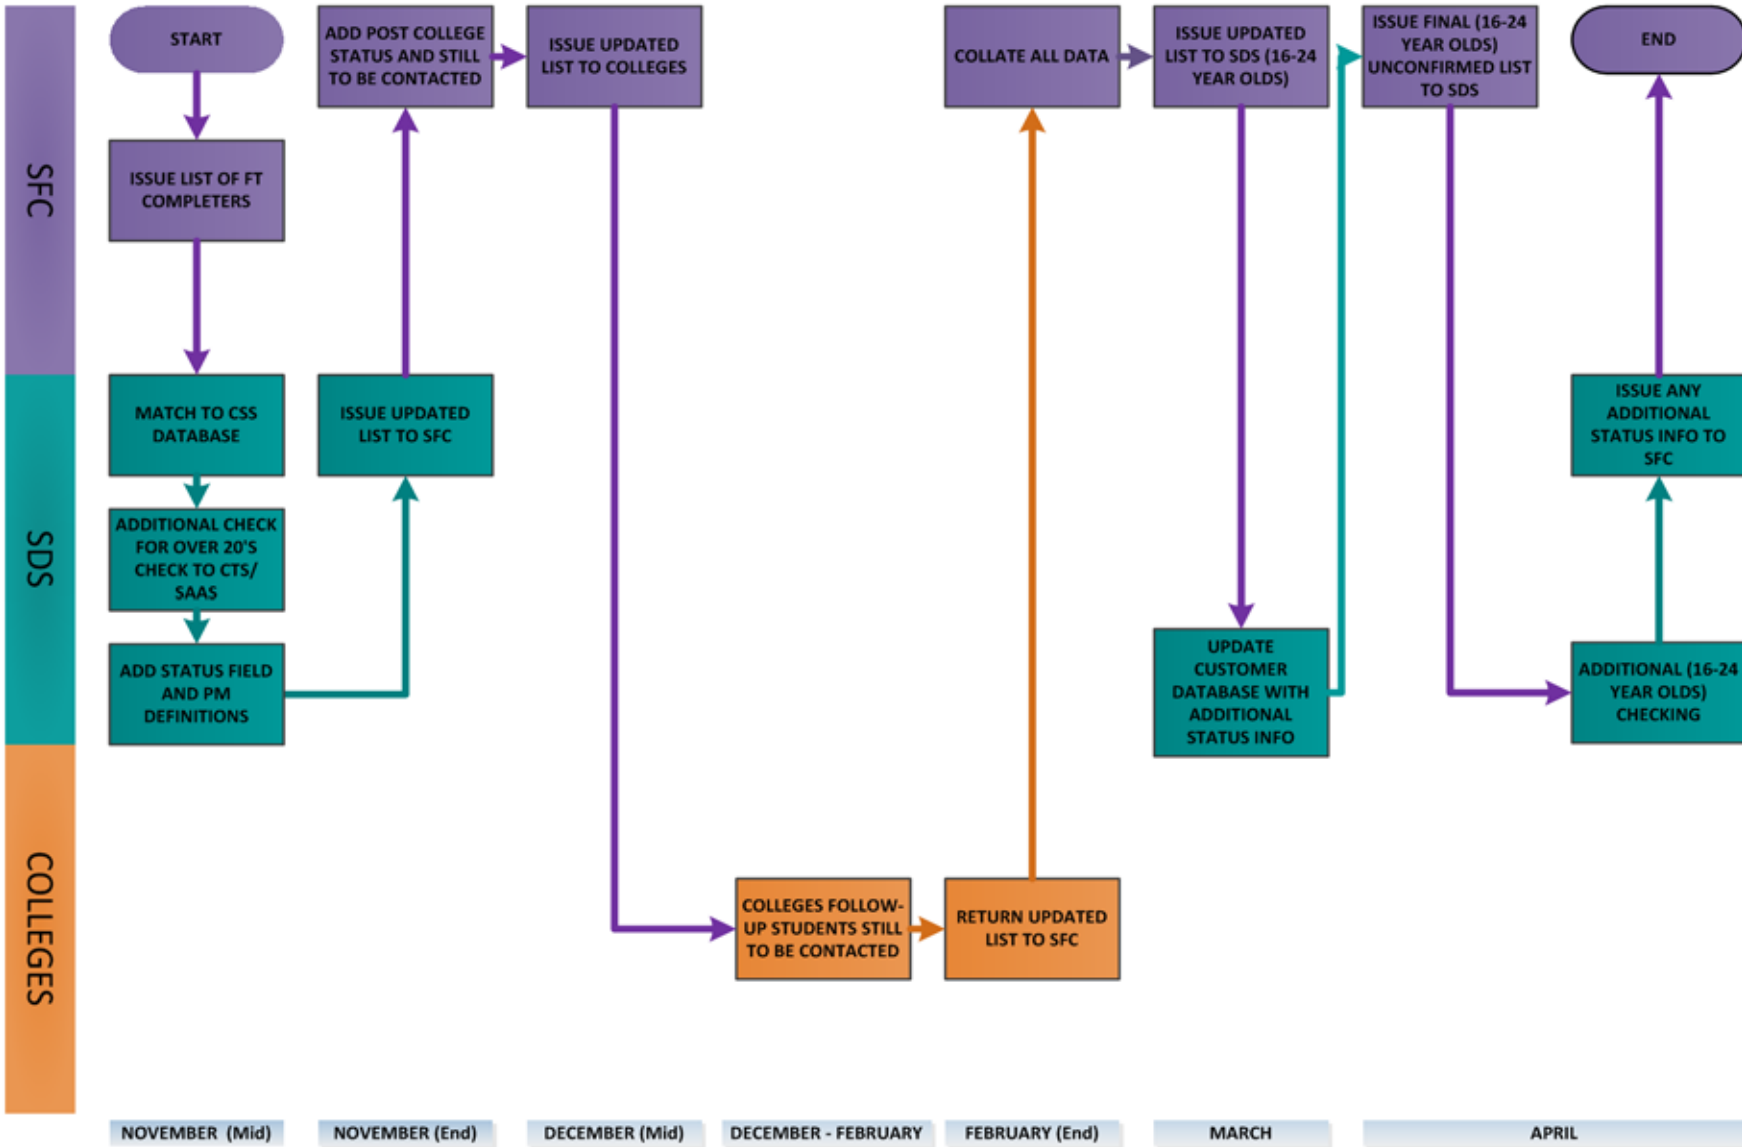 SFC
SDS
COLLEGES
START
ISSUE LIST OF FT
COMPLETERS
MATCH TO CSS
DATABASE
ADDITIONAL CHECK
FOR OVER 20'S
CHECK TO CTS/
SAAS
ADD STATUS FIELD
AND PM
DEFINITIONS
ISSUE UPDATED
LIST TO SFC
ADD POST COLLEGE
STATUS AND STILL
TO BE CONTACTED
ISSUE UPDATED
LIST TO COLLEGES
COLLEGES FOLLOW-
UP STUDENTS STILL
TO BE CONTACTED
RETURN UPDATED
LIST TO SFC
COLLATE ALL DATA
ISSUE UPDATED
LIST TO SDS (16-24
YEAR OLDS)
UPDATE
CUSTOMER
DATABASE WITH
ADDITIONAL
STATUS INFO
ISSUE FINAL (16-24
YEAR OLDS)
UNCONFIRMED LIST
TO SDS
ADDITIONAL (16-24
YEAR OLDS)
CHECKING
ISSUE ANY
ADDITIONAL
STATUS INFO TO
SFC
END
NOVEMBER (Mid)
NOVEMBER (End)
DECEMBER (Mid)
DECEMBER - FEBRUARY
FEBRUARY (End)
MARCH
APRIL